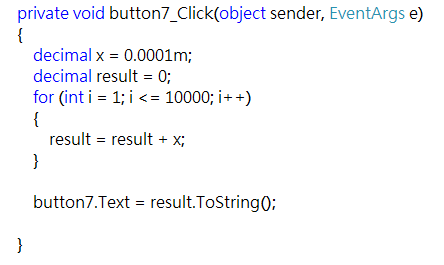 private void button7_Click(object sender, EventArgs e)
{
decimal x = 0.0001m;
decimal result = 0;
for (int i = 1; i <= 10000; i++)
{
result = result + x;
}
button7.Text = result.ToString();
}